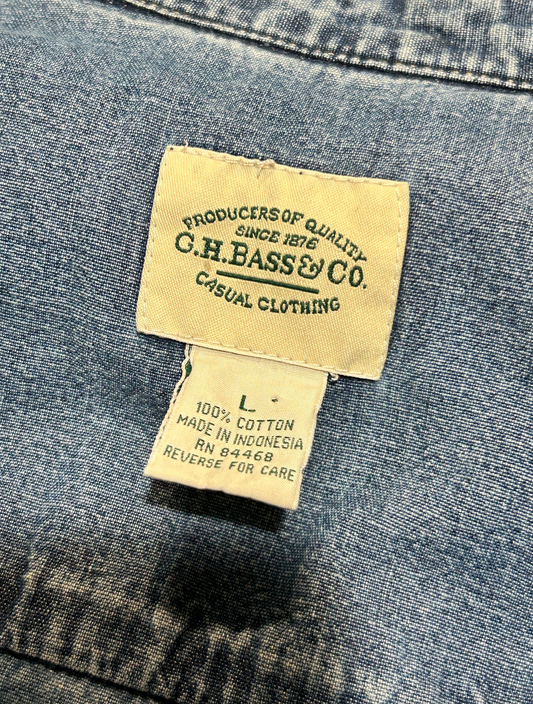 PRODUCERS OF QUALITY
SINCE 1876
G.H. BASS & CO.
CASUAL CLOTHING
L
100% COTTON
MADE IN INDONESIA
RN 84468
REVERSE FOR CARE